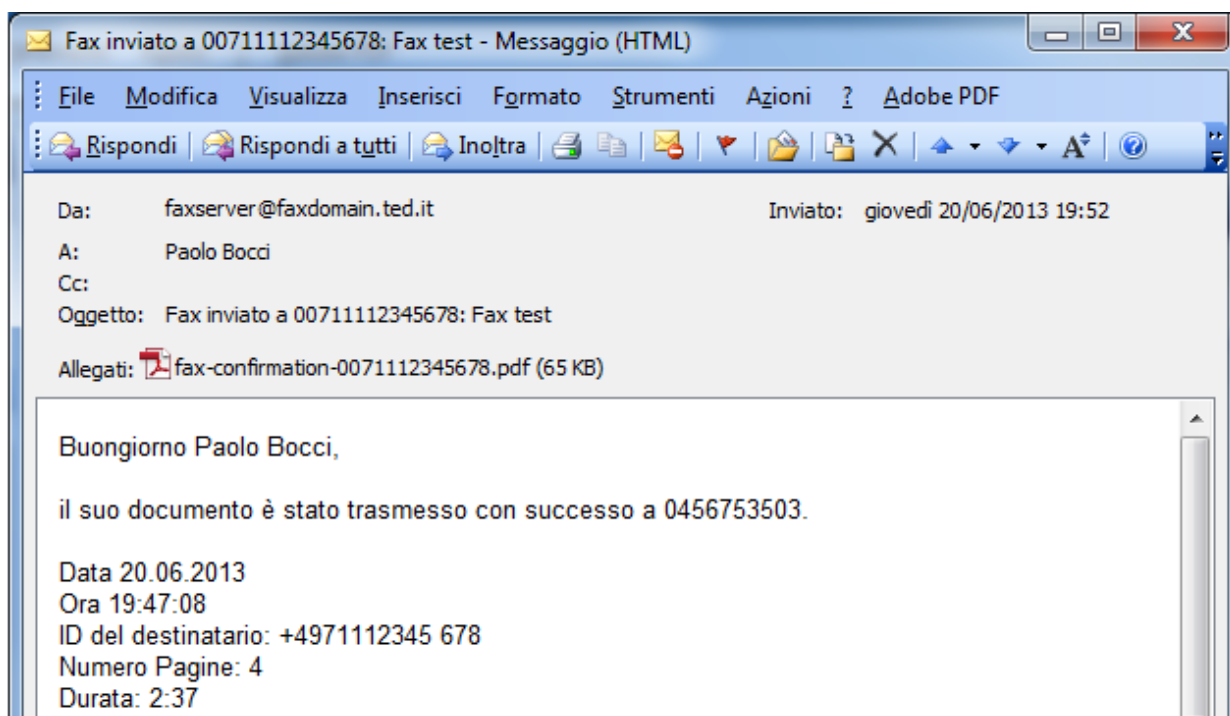 Fax inviato a 00711112345678: Fax test - Messaggio (HTML)
File Modifica Visualizza Inserisci Formato Strumenti Azioni ? Adobe PDF
Rispondi Rispondi a tutti Inoltra
Da: faxserver@faxdomain.ted.it Inviato: giovedì 20/06/2013 19:52
A: Paolo Bocci
Cc:
Oggetto: Fax inviato a 00711112345678: Fax test
Allegati: fax-confirmation-0071112345678.pdf (65 KB)
Buongiorno Paolo Bocci,
il suo documento è stato trasmesso con successo a 0456753503.
Data 20.06.2013
Ora 19:47:08
ID del destinatario: +4971112345 678
Numero Pagine: 4
Durata: 2:37